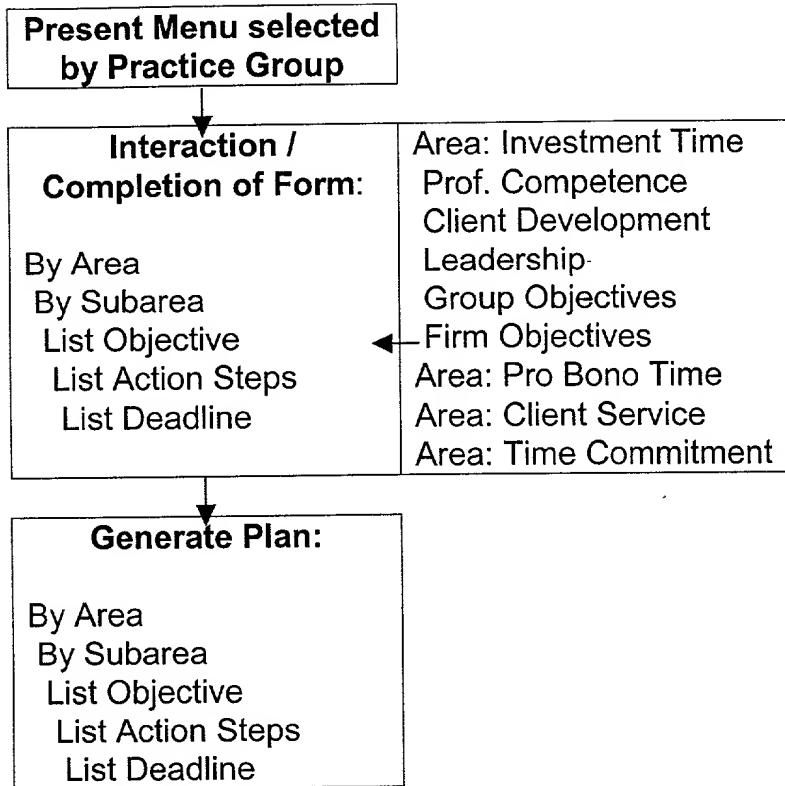 Present Menu selected
by Practice Group
Interaction /
Completion of Form:
By Area
By Subarea
List Objective
List Action Steps
List Deadline
Area: Investment Time
Prof. Competence
Client Development
Leadership
Group Objectives
Firm Objectives
Area: Pro Bono Time
Area: Client Service
Area: Time Commitment
Generate Plan:
By Area
By Subarea
List Objective
List Action Steps
List Deadline